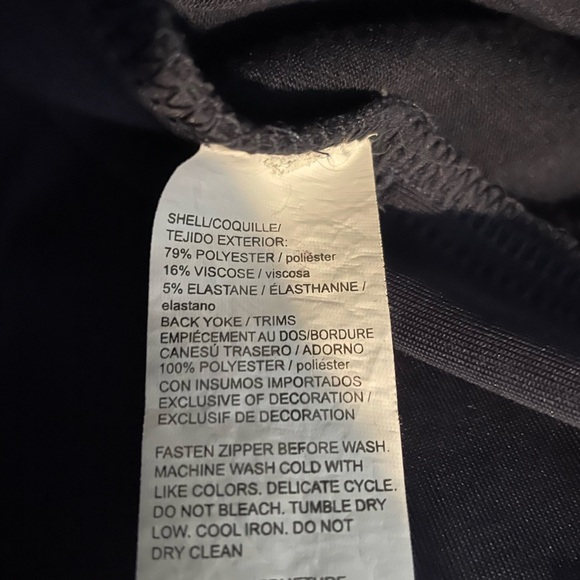 SHELL/COQUILLE/
TEJIDO EXTERIOR:
79% POLYESTER / poliéster
16% VISCOSE / viscosa
5% ELASTANE / ÉLASTHANNE /
elastano
BACK YOKE / TRIMS
EMPIÉCEMENT AU DOS/BORDURE
CANESÚ TRASERO / ADORNO
100% POLYESTER / poliéster
CON INSUMOS IMPORTADOS
EXCLUSIVE OF DECORATION /
EXCLUSIF DE DECORATION
FASTEN ZIPPER BEFORE WASH.
MACHINE WASH COLD WITH
LIKE COLORS. DELICATE CYCLE.
DO NOT BLEACH. TUMBLE DRY
LOW. COOL IRON. DO NOT
DRY CLEAN